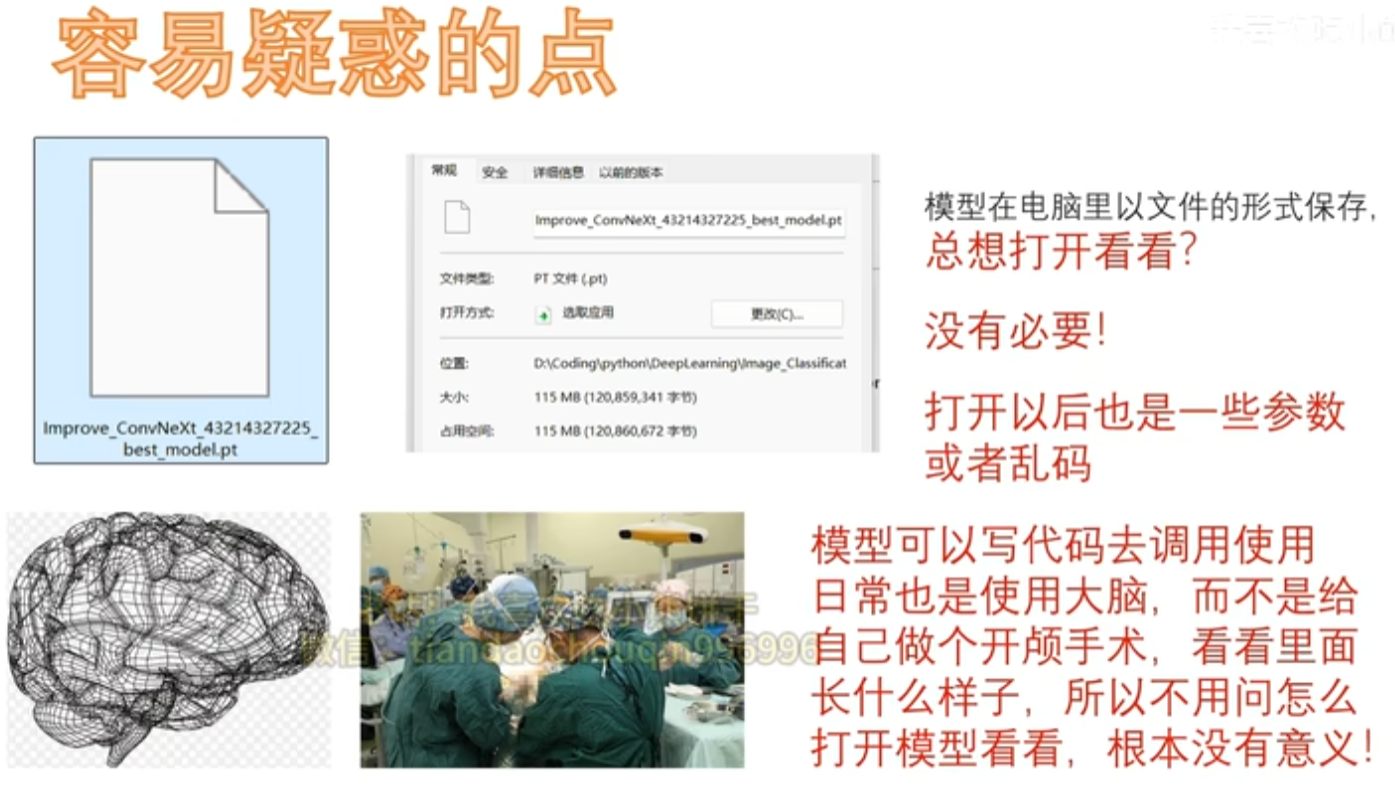 容易疑惑的点
Improve_ConvNeXt_43214327225_
best_model.pt
常规 安全 详细信息 以前的版本
Improve_ConvNeXt_43214327225_best_model.pt
文件类型: PT 文件 (.pt)
打开方式: 选取应用 更改(C)...
位置: D:\Coding\python\DeepLearning\Image_Classificat
大小: 115 MB (120,859,341 字节)
占用空间: 115 MB (120,860,672 字节)
模型在电脑里以文件的形式保存，
总想打开看看？
没有必要！
打开以后也是一些参数
或者乱码
模型可以写代码去调用使用
日常也是使用大脑，而不是给
自己做个开颅手术，看看里面
长什么样子，所以不用问怎么
打开模型看看，根本没有意义！